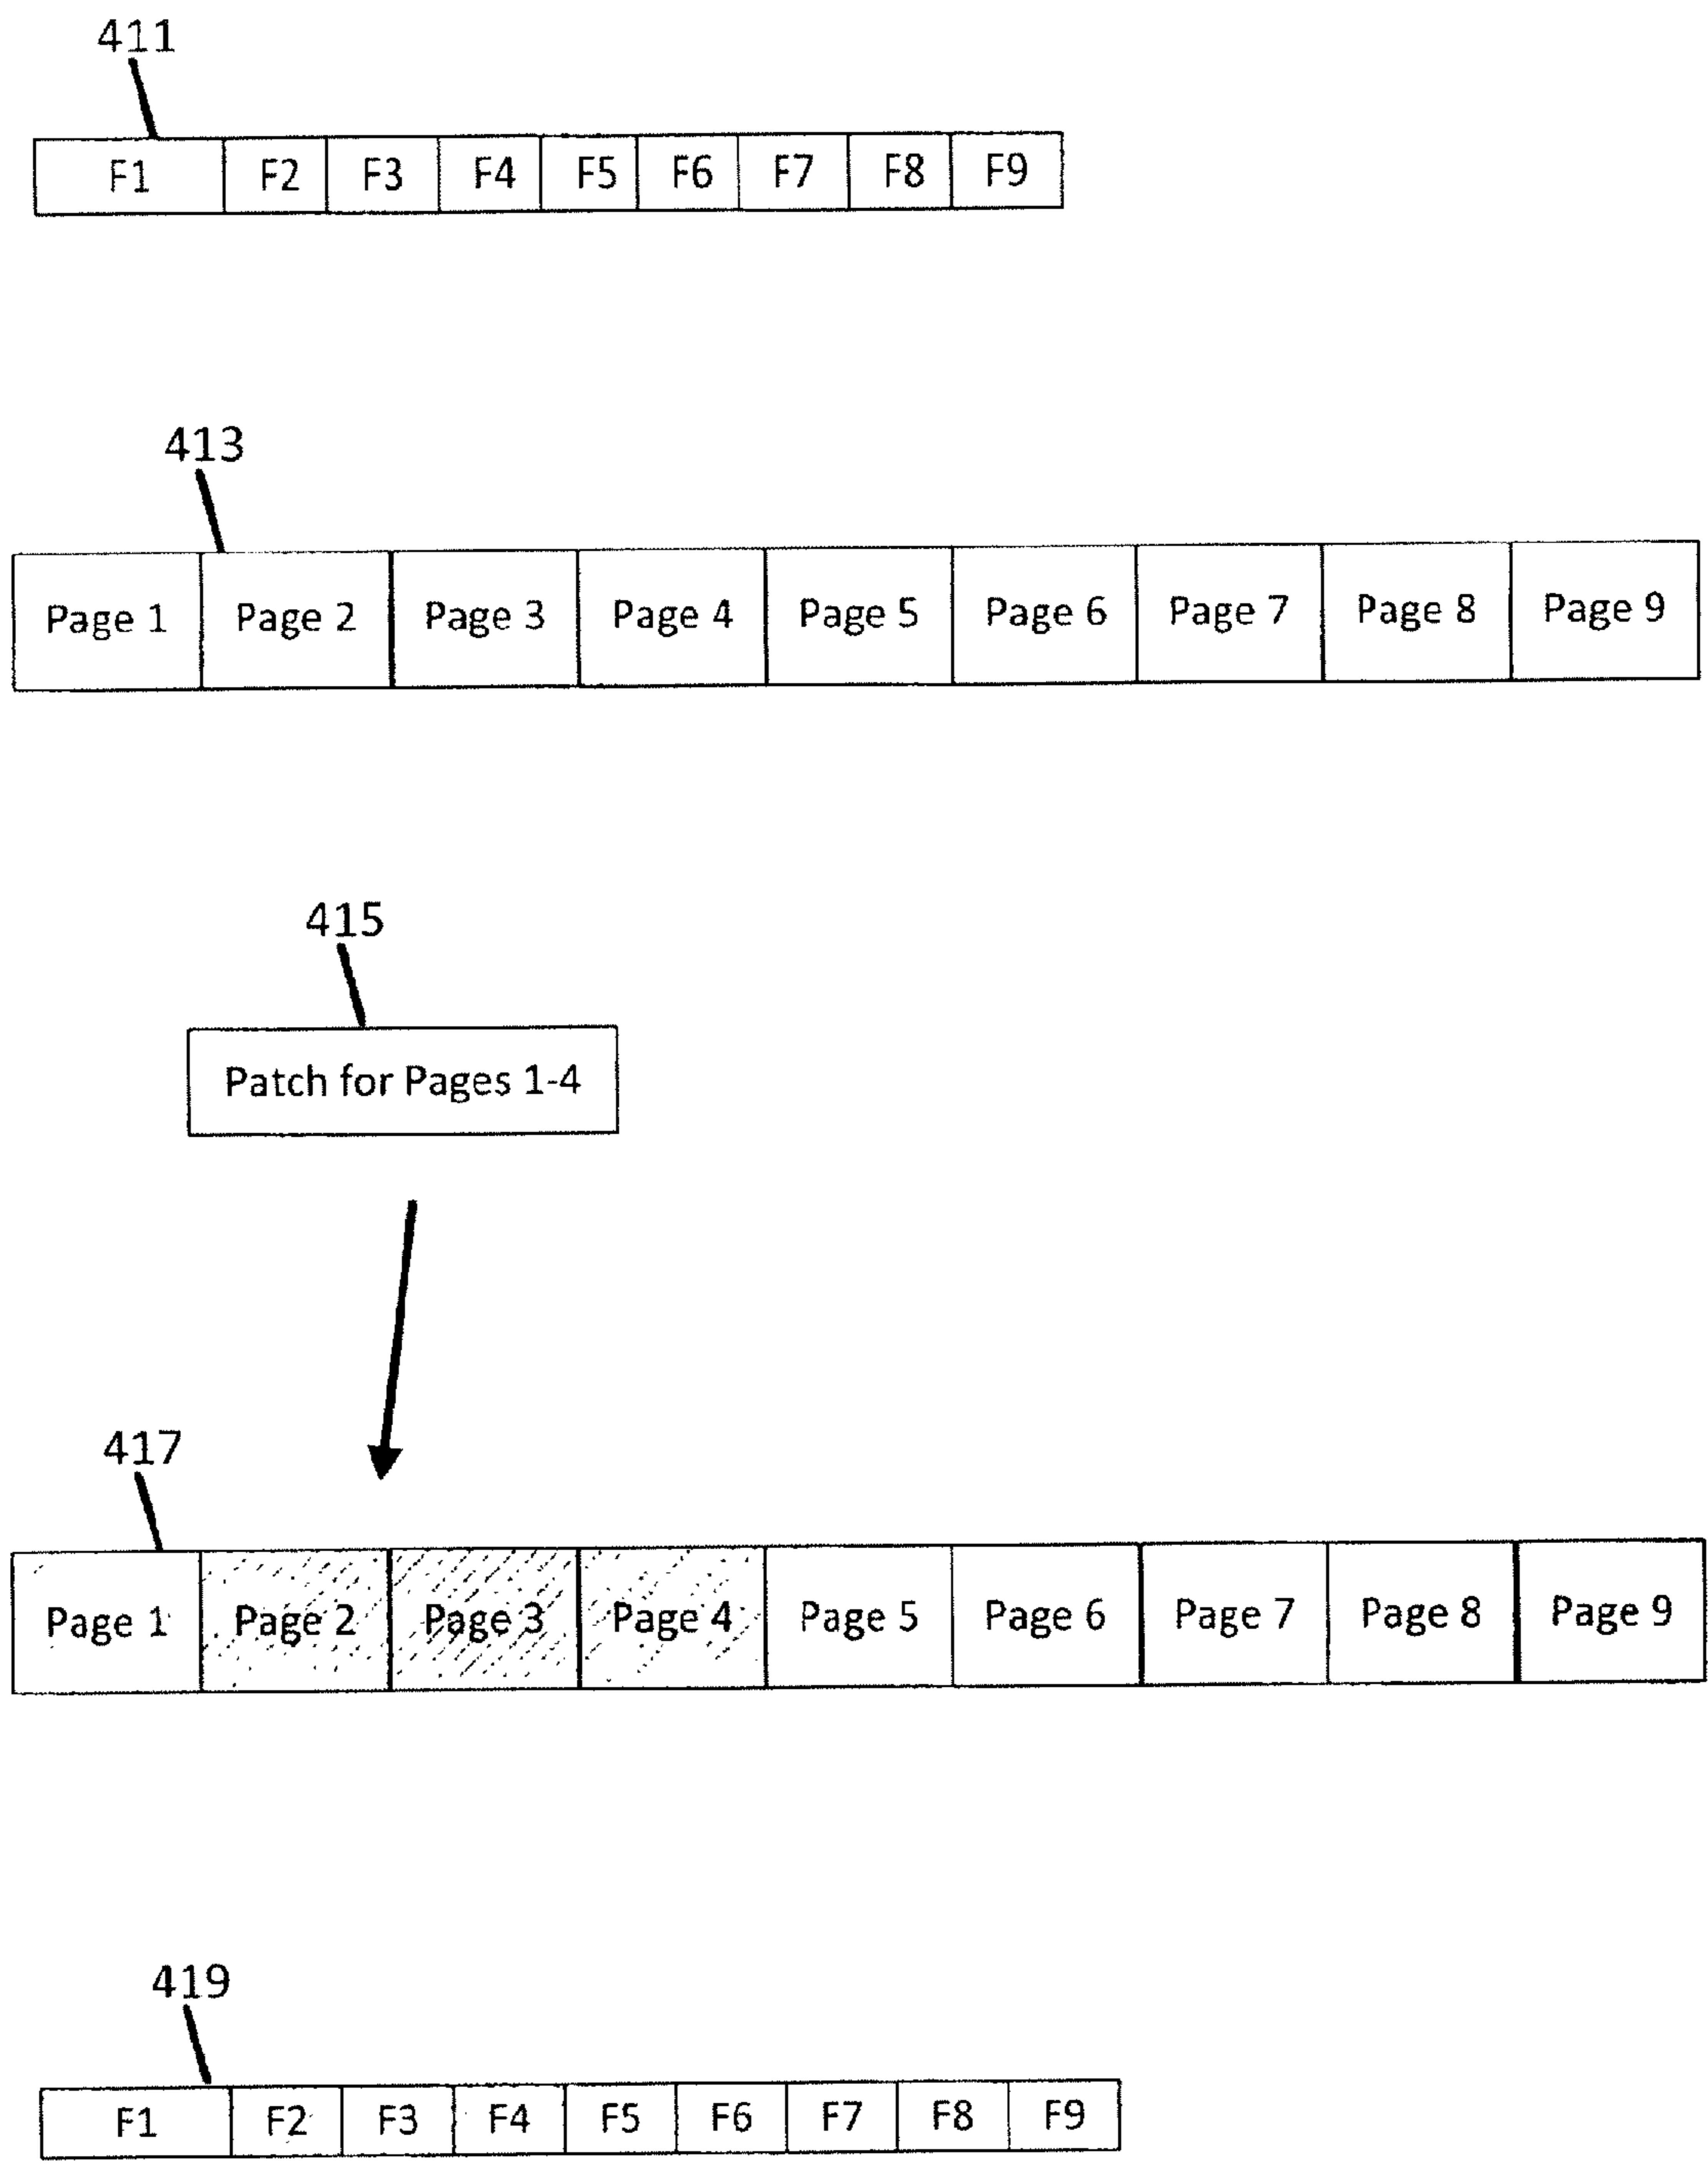 411
F1 F2 F3 F4 F5 F6 F7 F8 F9
413
Page 1 Page 2 Page 3 Page 4 Page 5 Page 6 Page 7 Page 8 Page 9
415
Patch for Pages 1-4
417
Page 1 Page 2 Page 3 Page 4 Page 5 Page 6 Page 7 Page 8 Page 9
419
F1 F2 F3 F4 F5 F6 F7 F8 F9